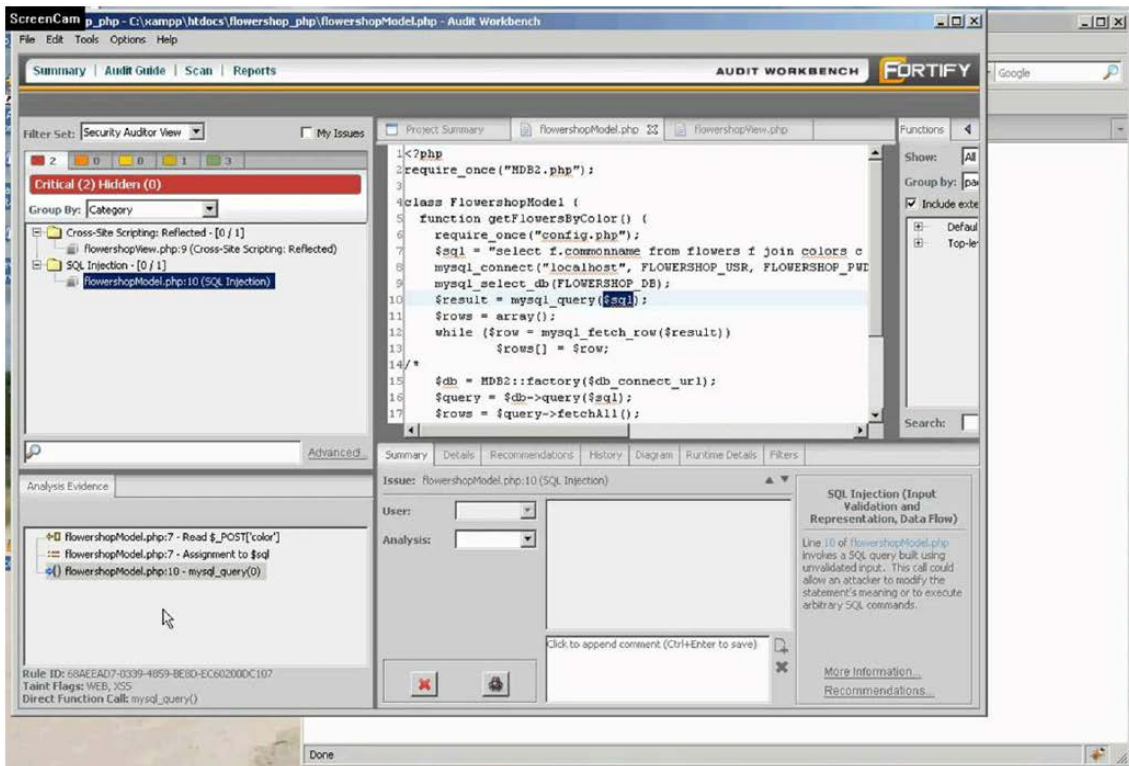 ScreenCam
p_php - C:\xampp\htdocs\flowershop_php\flowershopModel.php - Audit Workbench
File Edit Tools Options Help
Summary | Audit Guide | Scan | Reports
AUDIT WORKBENCH
FORTIFY
Google
Filter Set: Security Auditor View
My Issues
2 0 0 1 3
Critical (2) Hidden (0)
Group By: Category
Cross-Site Scripting: Reflected - [0 / 1]
flowershopView.php:9 (Cross-Site Scripting: Reflected)
SQL Injection - [0 / 1]
flowershopModel.php:10 (SQL Injection)
Advanced...
Project Summary
flowershopModel.php
flowershopView.php
1 <?php
2 require_once("MDB2.php");
3
4 class FlowershopModel {
5 function getFlowersByColor() {
6 require_once("config.php");
7 $sql = "select f.commonname from flowers f join colors c
8 mysql_connect("localhost", FLOWERSHOP_USR, FLOWERSHOP_PWD
9 mysql_select_db(FLOWERSHOP_DB);
10 $result = mysql_query($sql);
11 $rows = array();
12 while ($row = mysql_fetch_row($result))
13 $rows[] = $row;
14 /*
15 $db = MDB2::factory($db_connect_url);
16 $query = $db->query($sql);
17 $rows = $query->fetchAll();
Functions
Show: All
Group by: pa
Include exte
Defaul
Top-le
Search:
Analysis Evidence
flowershopModel.php:7 - Read $_POST['color']
flowershopModel.php:7 - Assignment to $sql
flowershopModel.php:10 - mysql_query(0)
Rule ID: 68AEEAD7-0339-4859-BE8D-EC60200DC107
Taint Flags: WEB, XSS
Direct Function Call: mysql_query()
Summary Details Recommendations History Diagram Runtime Details Filters
Issue: flowershopModel.php:10 (SQL Injection)
User:
Analysis:
Click to append comment (Ctrl+Enter to save)
SQL Injection (Input
Validation and
Representation, Data Flow)
Line 10 of flowershopModel.php
invokes a SQL query built using
unvalidated input. This call could
allow an attacker to modify the
statement's meaning or to execute
arbitrary SQL commands.
More Information...
Recommendations...
Done